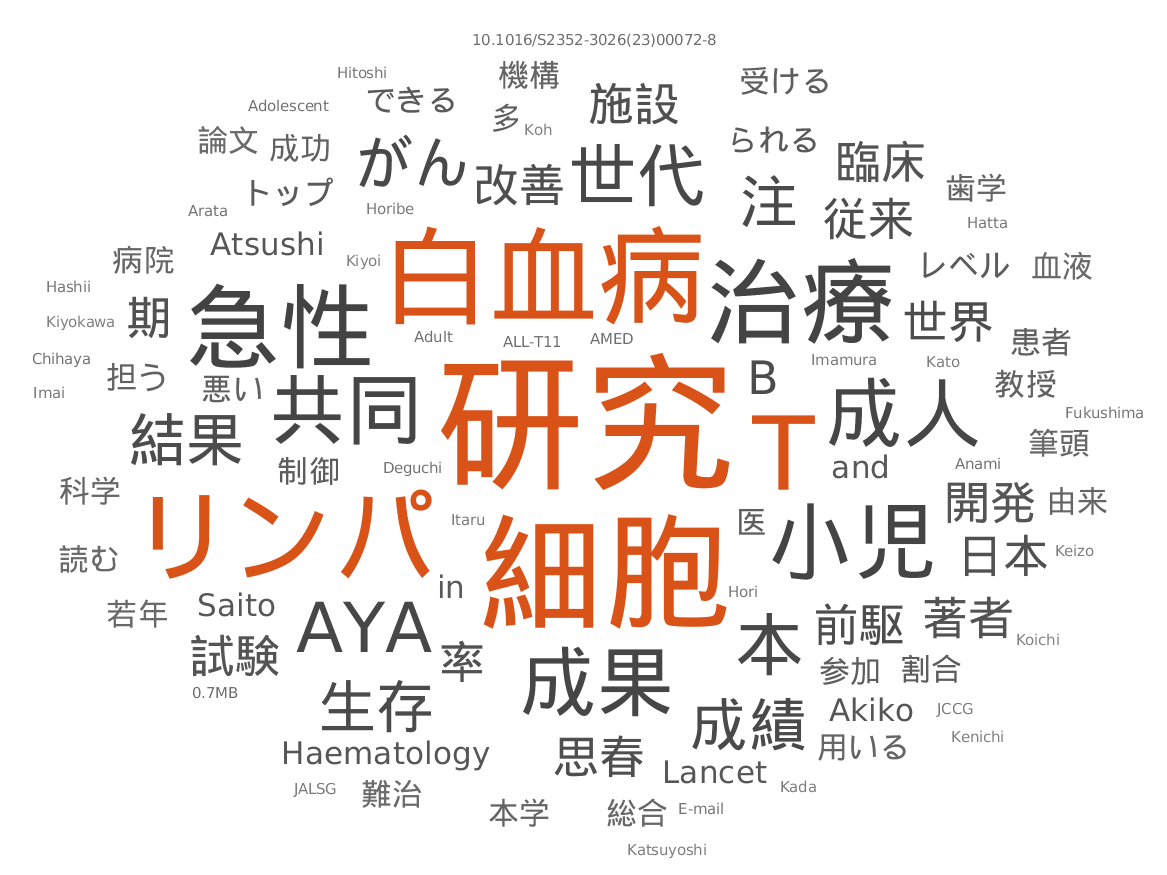 10.1016/S2352-3026(23)00072-8
Hitoshi
機構
受ける
できる
施設
Adolescent
多
Koh
論文
成功
がん
改善
世代
られる
臨床
トップ
注
従来
歯学
Arata
Horibe
Hatta
病院
Atsushi
Kiyoi
白血病
治療
レベル
血液
Hashii
期
急性
世界
Kiyokawa
Adult
ALL-T11
AMED
患者
Chihaya
Imamura
Kato
担う
悪い
共同
研究
B
成人
教授
Imai
Fukushima
結果
T
筆頭
制御
Deguchi
and
Anami
科学
リンパ
Itaru
細胞
医
小児
開発
由来
読む
in
日本
Keizo
若年
Saito
AYA
Hori
本
前駆
著者
Koichi
試験
率
成果
参加
割合
0.7MB
生存
成績
Akiko
JCCG
Haematology
思春
用いる
Kenichi
Lancet
JALSG
難治
Kada
本学
総合
E-mail
Katsuyoshi